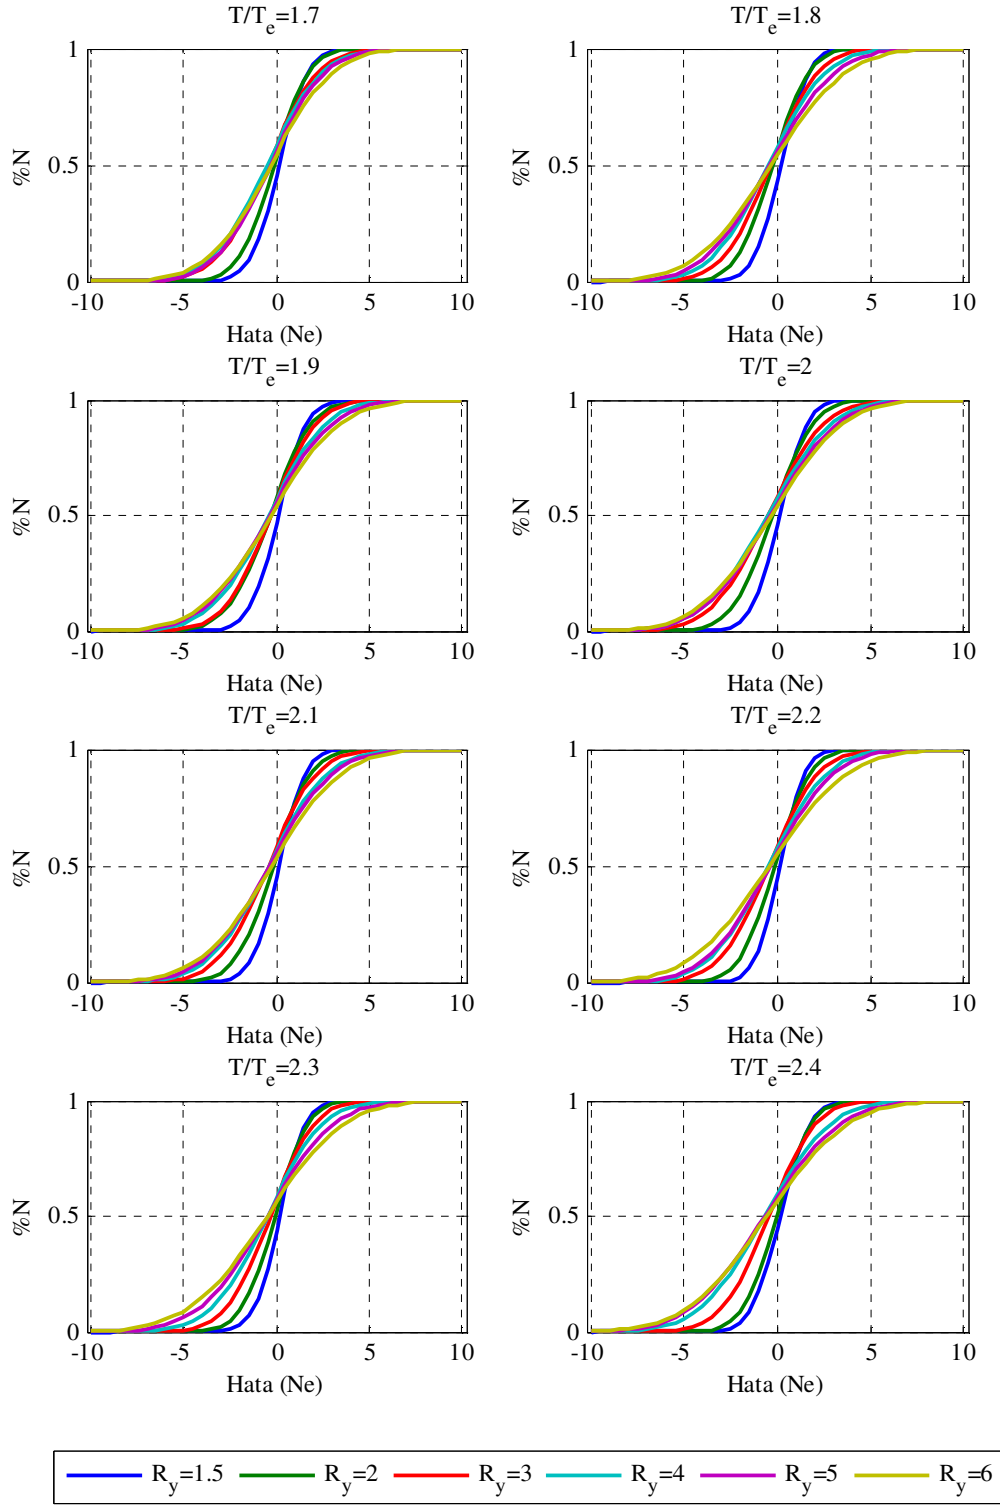 T/Te=1.7
T/Te=1.8
1
0.5
0
%N
-10 -5 0 5 10
Hata (Ne)
1
0.5
0
%N
-10 -5 0 5 10
Hata (Ne)
T/Te=1.9
T/Te=2
1
0.5
0
%N
-10 -5 0 5 10
Hata (Ne)
1
0.5
0
%N
-10 -5 0 5 10
Hata (Ne)
T/Te=2.1
T/Te=2.2
1
0.5
0
%N
-10 -5 0 5 10
Hata (Ne)
1
0.5
0
%N
-10 -5 0 5 10
Hata (Ne)
T/Te=2.3
T/Te=2.4
1
0.5
0
%N
-10 -5 0 5 10
Hata (Ne)
1
0.5
0
%N
-10 -5 0 5 10
Hata (Ne)
Ry=1.5 Ry=2 Ry=3 Ry=4 Ry=5 Ry=6